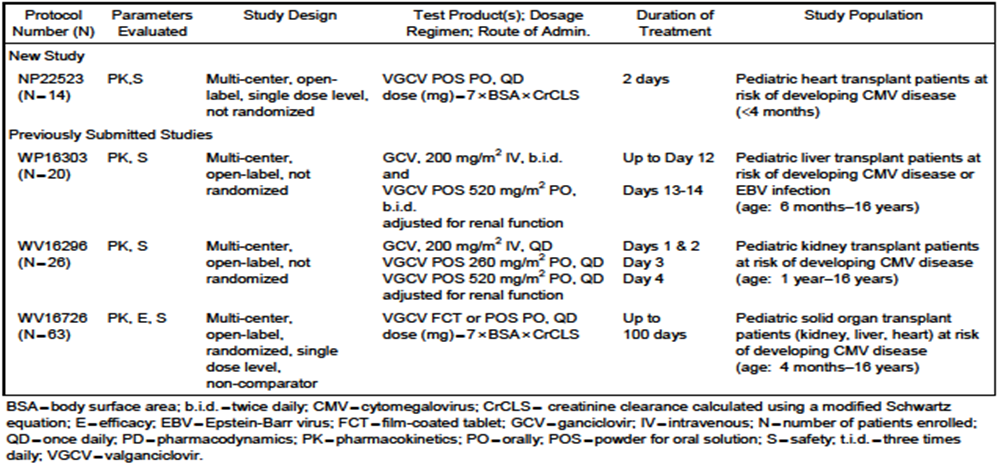 Protocol Number (N) Parameters Evaluated Study Design Test Product(s); Dosage Regimen; Route of Admin. Duration of Treatment Study Population
New Study
NP22523 PK,S Multi-center, open- VGCV POS PO, QD 2 days Pediatric heart transplant patients at
(N=14) label, single dose level, dose (mg)=7×BSA×CrCLS risk of developing CMV disease
not randomized (<4 months)
Previously Submitted Studies
WP16303 PK, S Multi-center, GCV, 200 mg/m² IV, b.i.d. Up to Day 12 Pediatric liver transplant patients at
(N=20) open-label, not and risk of developing CMV disease or
randomized VGCV POS 520 mg/m² PO, Days 13-14 EBV infection
b.i.d. (age: 6 months–16 years)
adjusted for renal function
WV16296 PK, S Multi-center, GCV, 200 mg/m² IV, QD Days 1 & 2 Pediatric kidney transplant patients
(N=26) open-label, not VGCV POS 260 mg/m² PO, QD Day 3 at risk of developing CMV disease
randomized VGCV POS 520 mg/m² PO, QD Day 4 (age: 1 year–16 years)
adjusted for renal function
WV16726 PK, E, S Multi-center, VGCV FCT or POS PO, QD Up to Pediatric solid organ transplant
(N=63) open-label, dose (mg)=7×BSA×CrCLS 100 days patients (kidney, liver, heart) at risk
randomized, single of developing CMV disease
dose level, (age: 4 months–16 years)
non-comparator
BSA=body surface area; b.i.d.=twice daily; CMV=cytomegalovirus; CrCLS= creatinine clearance calculated using a modified Schwartz
equation; E=efficacy; EBV=Epstein-Barr virus; FCT=film-coated tablet; GCV=ganciclovir; IV=intravenous; N=number of patients enrolled;
QD=once daily; PD=pharmacodynamics; PK=pharmacokinetics; PO=orally; POS=powder for oral solution; S=safety; t.i.d.=three times
daily; VGCV=valganciclovir.